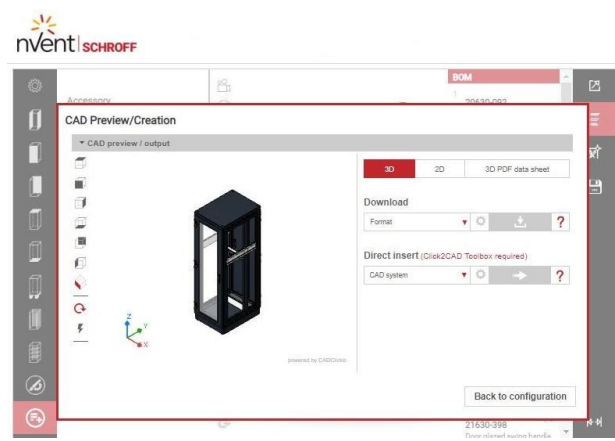 nvent SCHROFF
BOM
1
Accessory
20630-092
CAD Preview/Creation
CAD preview / output
3D 2D 3D PDF data sheet
Download
Format
?
Direct insert (Click2CAD Toolbox required)
CAD system
?
Z
Y
X
powered by CADClick®
Back to configuration
21630-398
Door glazed swing handle